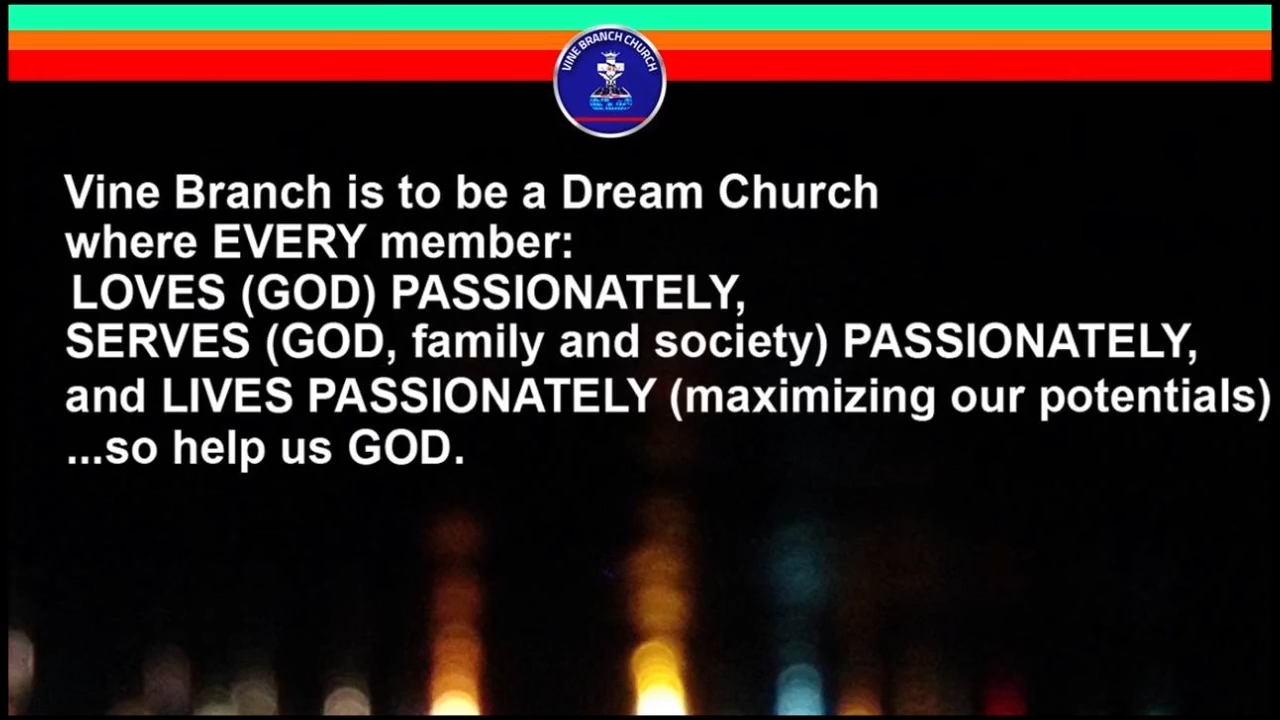 VINE BRANCH CHURCH
Vine Branch is to be a Dream Church
where EVERY member:
LOVES (GOD) PASSIONATELY,
SERVES (GOD, family and society) PASSIONATELY,
and LIVES PASSIONATELY (maximizing our potentials)
...so help us GOD.